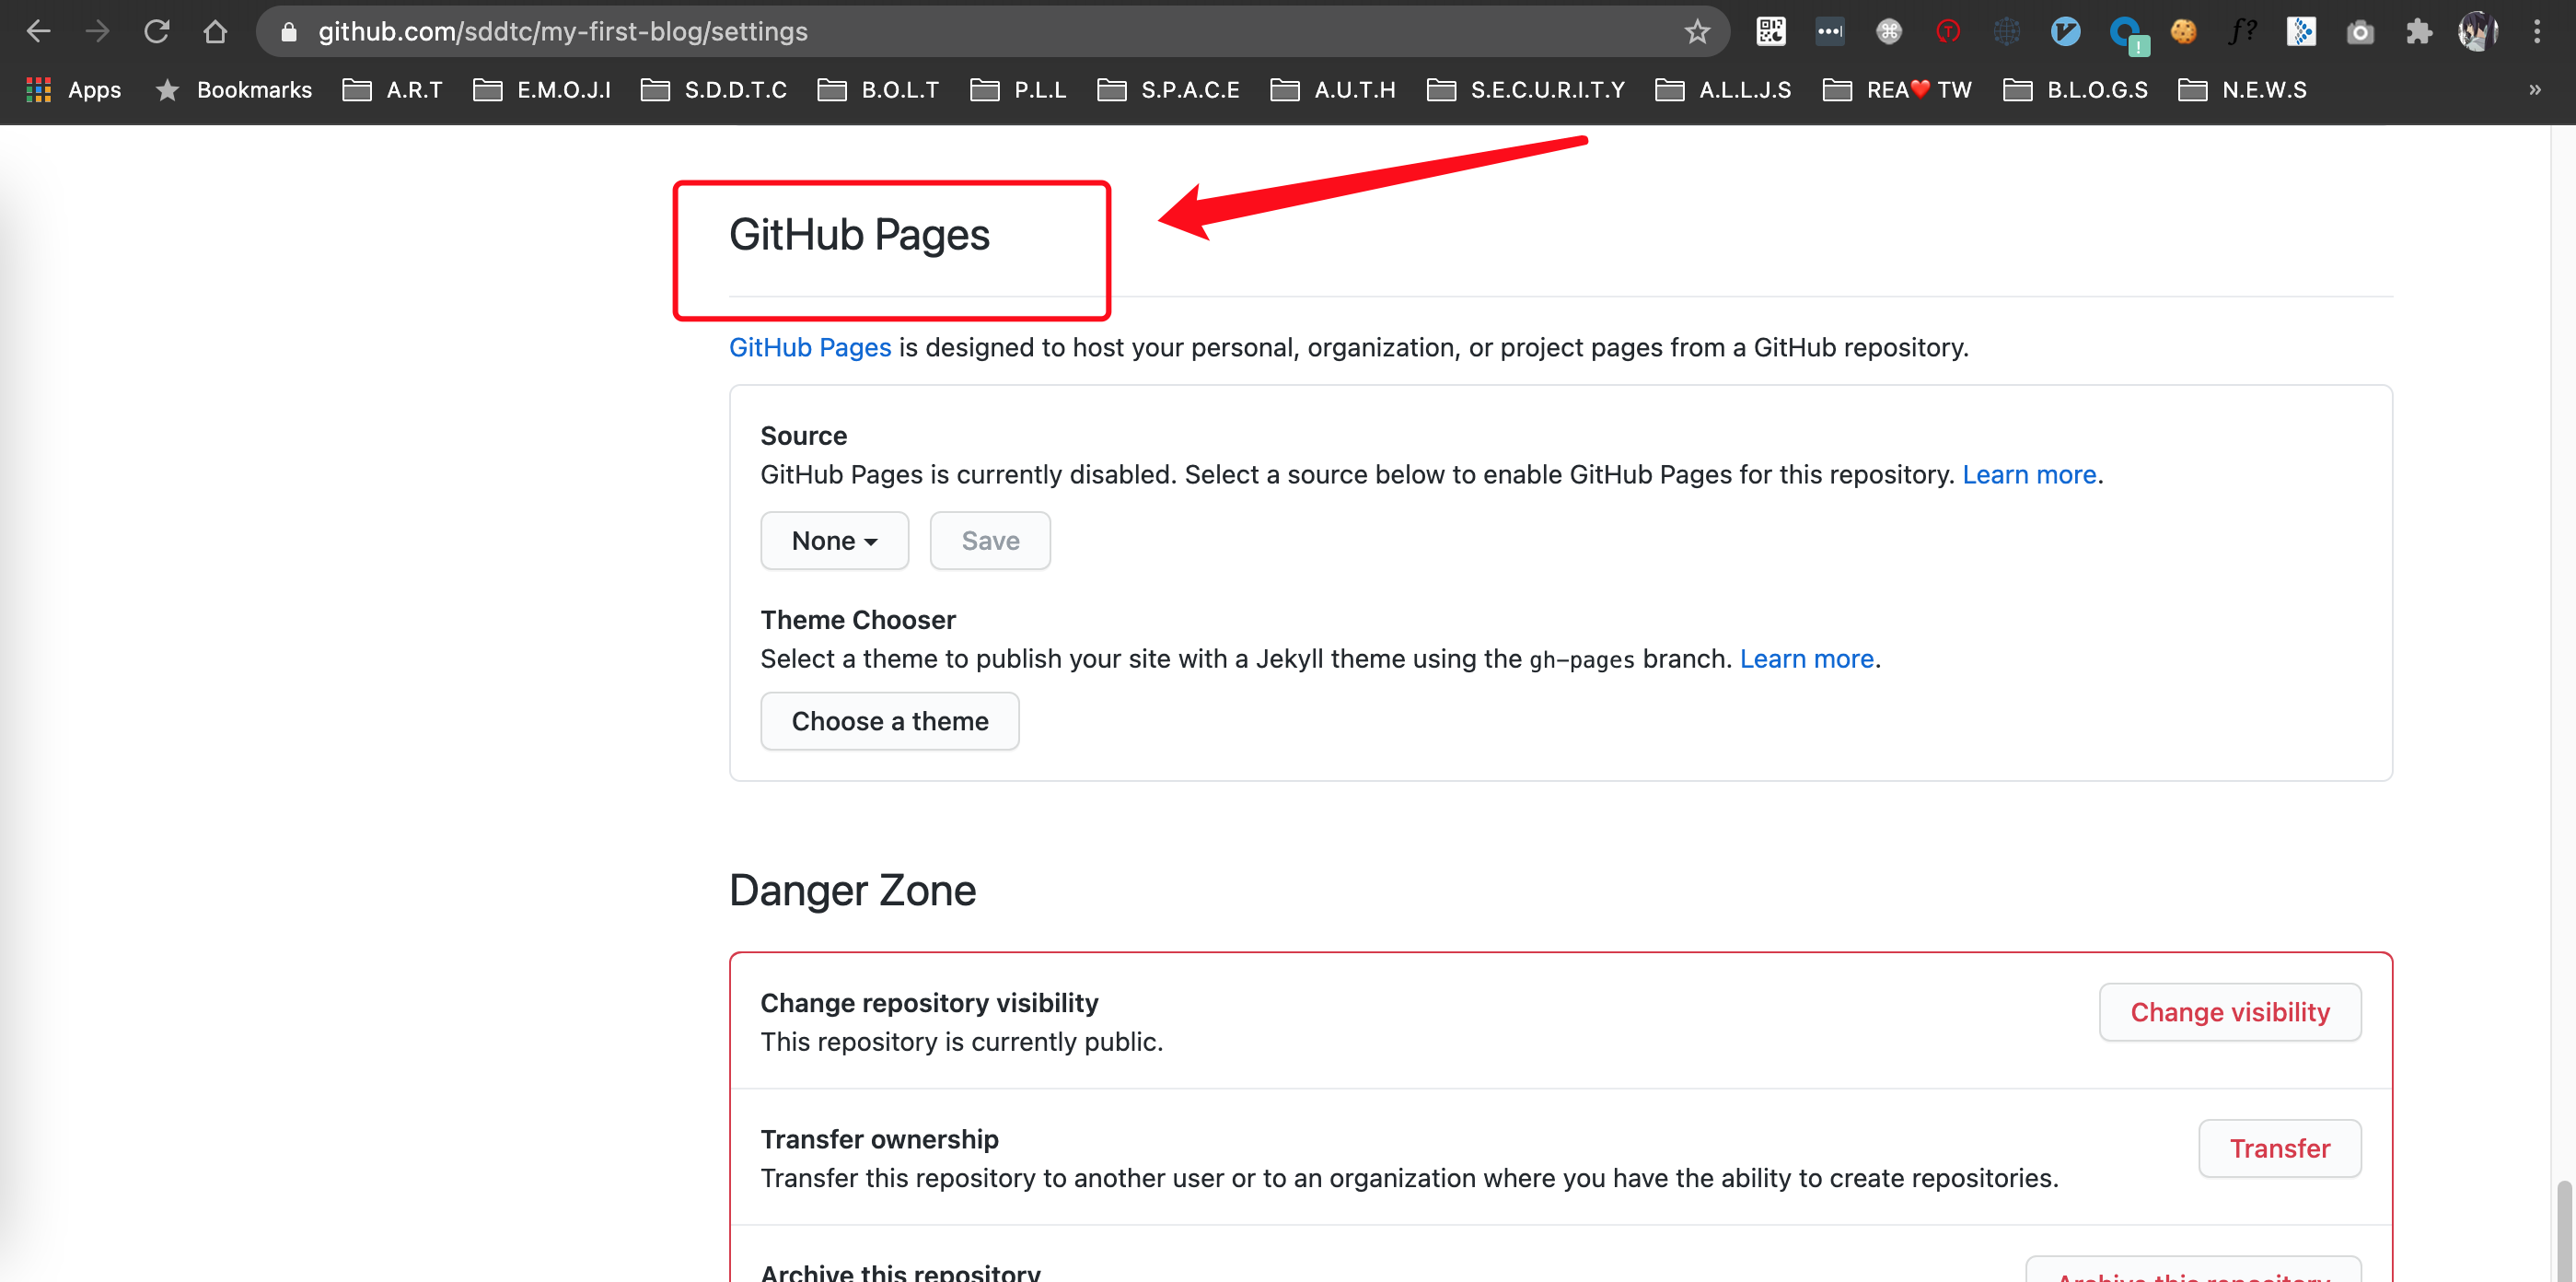 github.com/sddtc/my-first-blog/settings
Apps Bookmarks A.R.T E.M.O.J.I S.D.D.T.C B.O.L.T P.L.L S.P.A.C.E A.U.T.H S.E.C.U.R.I.T.Y A.L.L.J.S REA❤️TW B.L.O.G.S N.E.W.S »
GitHub Pages
GitHub Pages is designed to host your personal, organization, or project pages from a GitHub repository.
Source
GitHub Pages is currently disabled. Select a source below to enable GitHub Pages for this repository. Learn more.
None Save
Theme Chooser
Select a theme to publish your site with a Jekyll theme using the gh-pages branch. Learn more.
Choose a theme
Danger Zone
Change repository visibility
Change visibility
This repository is currently public.
Transfer ownership
Transfer
Transfer this repository to another user or to an organization where you have the ability to create repositories.
Archive this repository
Archive this repository